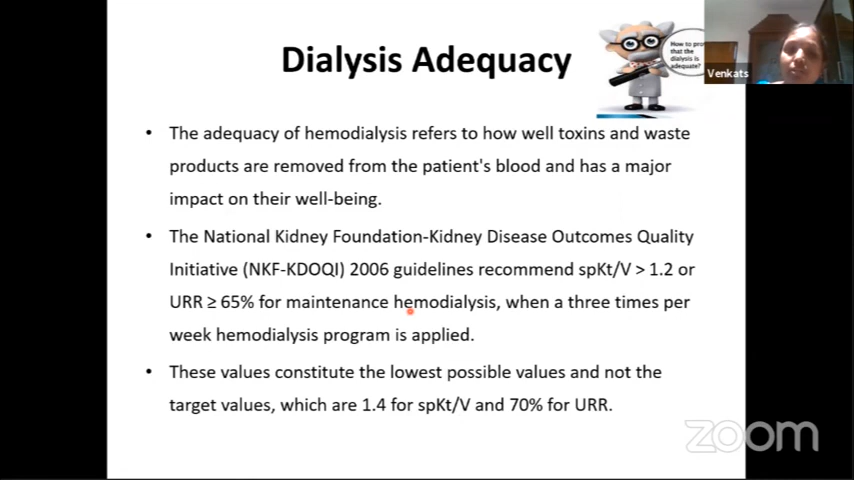 Dialysis Adequacy
How to
that the
dialysis is
adequate?
Venkats
• The adequacy of hemodialysis refers to how well toxins and waste
products are removed from the patient's blood and has a major
impact on their well-being.
• The National Kidney Foundation-Kidney Disease Outcomes Quality
Initiative (NKF-KDOQI) 2006 guidelines recommend spKt/V > 1.2 or
URR ≥ 65% for maintenance hemodialysis, when a three times per
week hemodialysis program is applied.
• These values constitute the lowest possible values and not the
target values, which are 1.4 for spKt/V and 70% for URR.
zoom